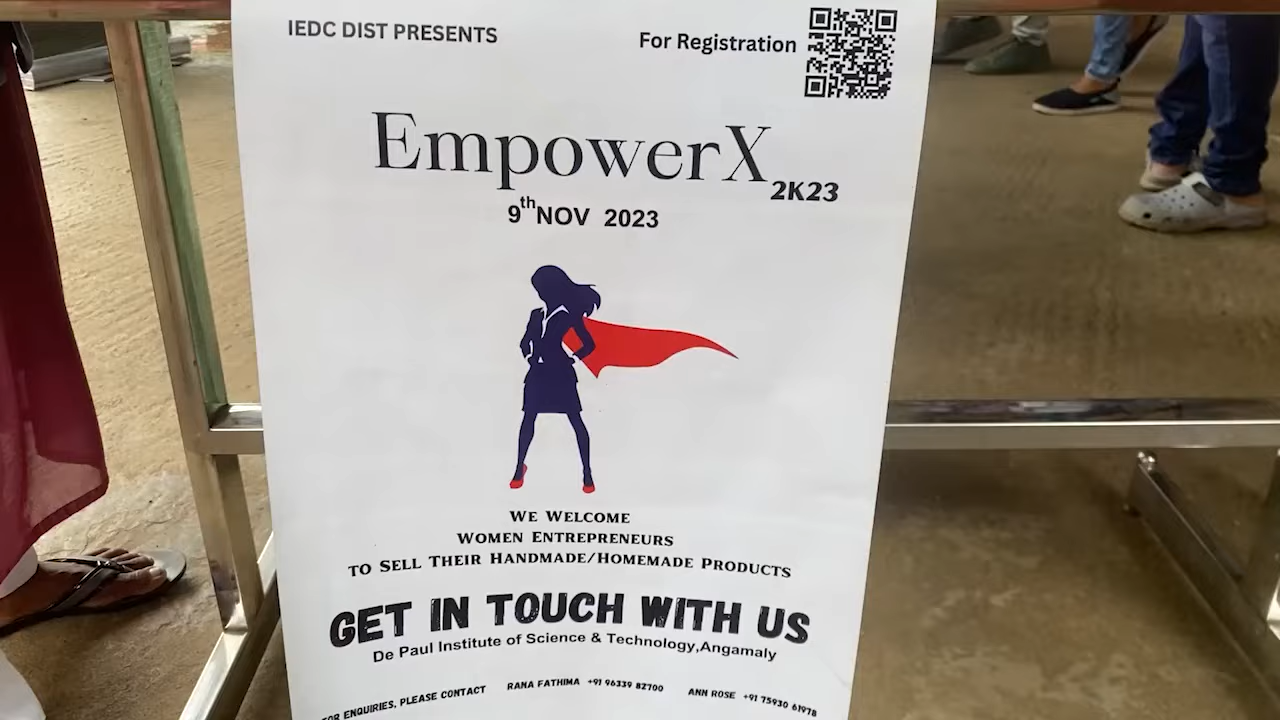 IEDC DIST PRESENTS
For Registration
EmpowerX
2K23
9th NOV 2023
WE WELCOME
WOMEN ENTREPRENEURS
TO SELL THEIR HANDMADE/HOMEMADE PRODUCTS
GET IN TOUCH WITH US
De Paul Institute of Science & Technology,Angamaly
FOR ENQUIRIES, PLEASE CONTACT RANA FATHIMA +91 96339 82700 ANN ROSE +91 75930 61978